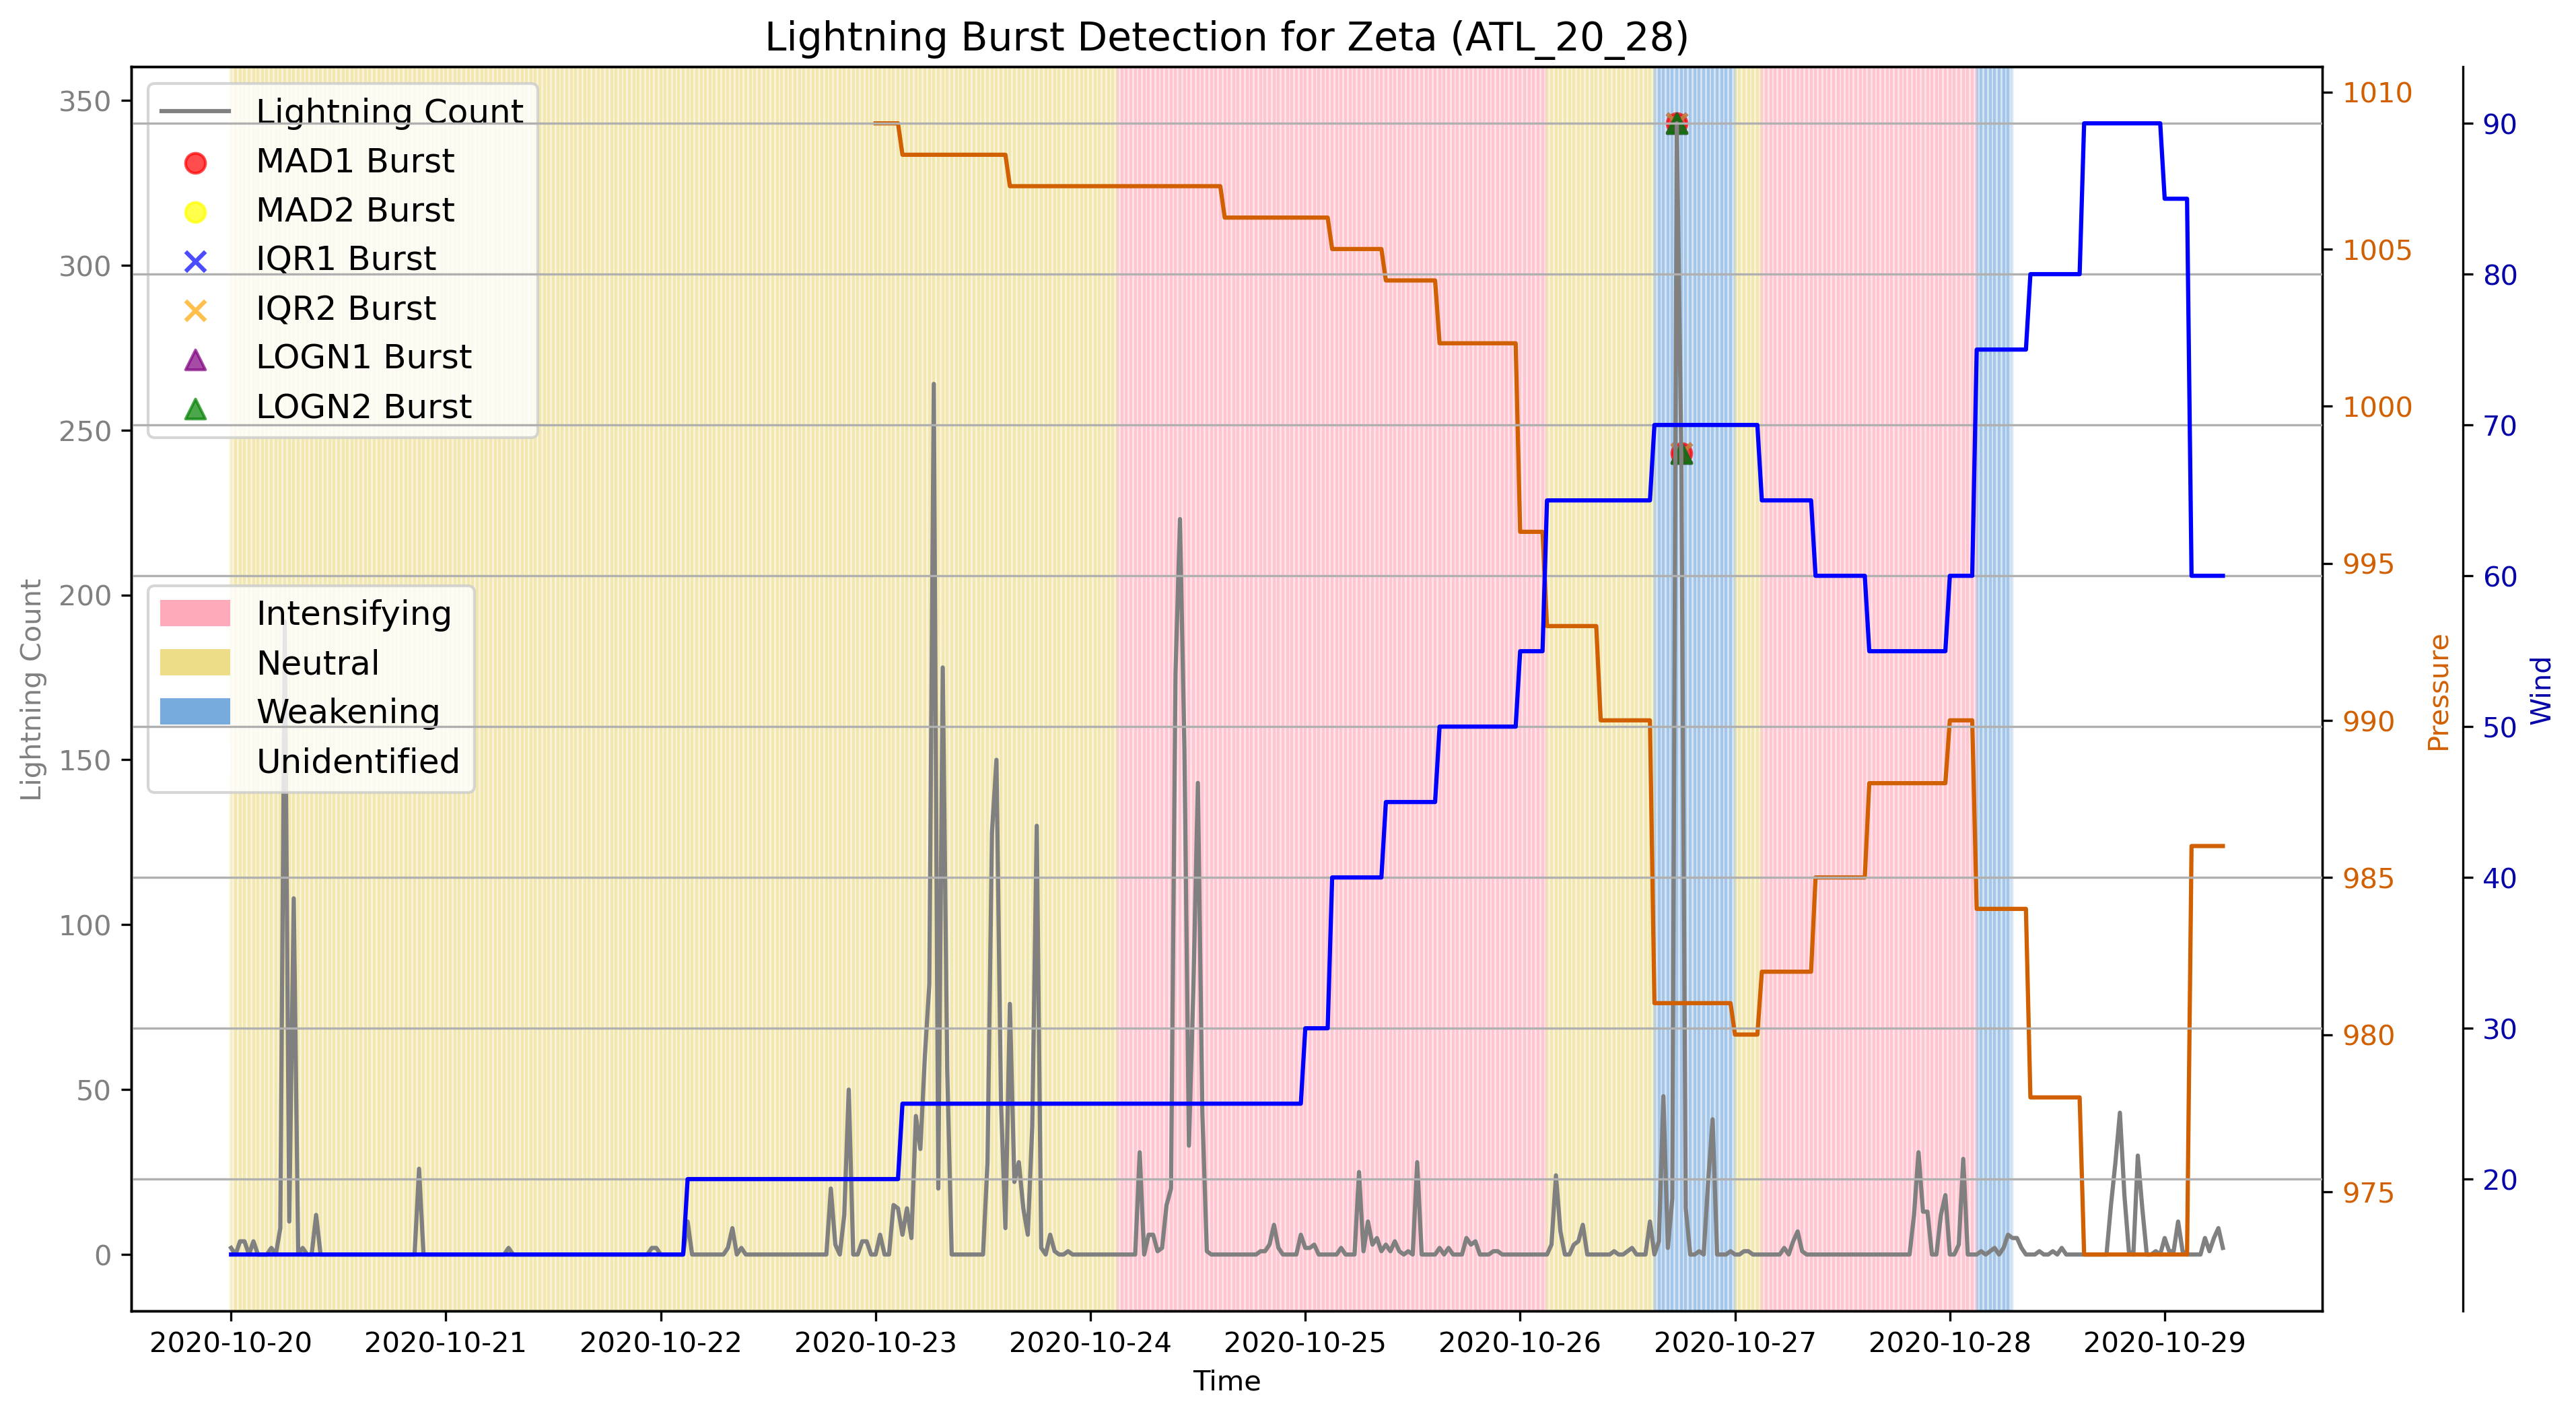 Lightning Burst Detection for Zeta (ATL_20_28)
Lightning Count
MAD1 Burst
MAD2 Burst
IQR1 Burst
IQR2 Burst
LOGN1 Burst
LOGN2 Burst
Intensifying
Neutral
Weakening
Unidentified
Lightning Count
350
300
250
200
150
100
50
0
1010
1005
1000
995
990
985
980
975
Pressure
90
80
70
60
50
40
30
20
Wind
2020-10-20 2020-10-21 2020-10-22 2020-10-23 2020-10-24 2020-10-25 2020-10-26 2020-10-27 2020-10-28 2020-10-29
Time